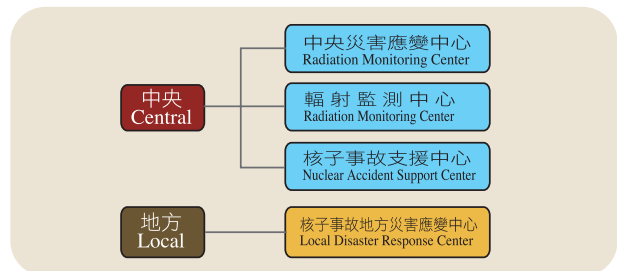 中央
Central
中央災害應變中心
Radiation Monitoring Center
輻射監測中心
Radiation Monitoring Center
核子事故支援中心
Nuclear Accident Support Center
地方
Local
核子事故地方災害應變中心
Local Disaster Response Center